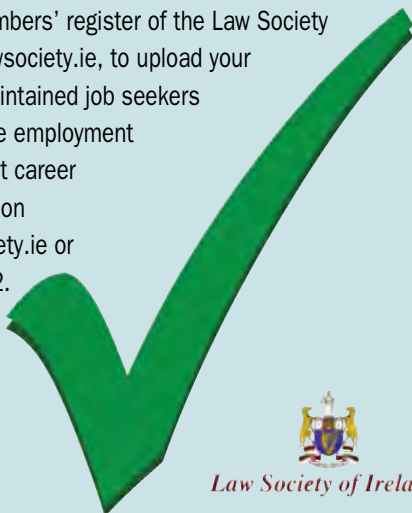 mbers' register of the Law Society
wsociety.ie, to upload your
intained job seekers
e employment
t career
on
ety.ie or
2.
Law Society of Irela